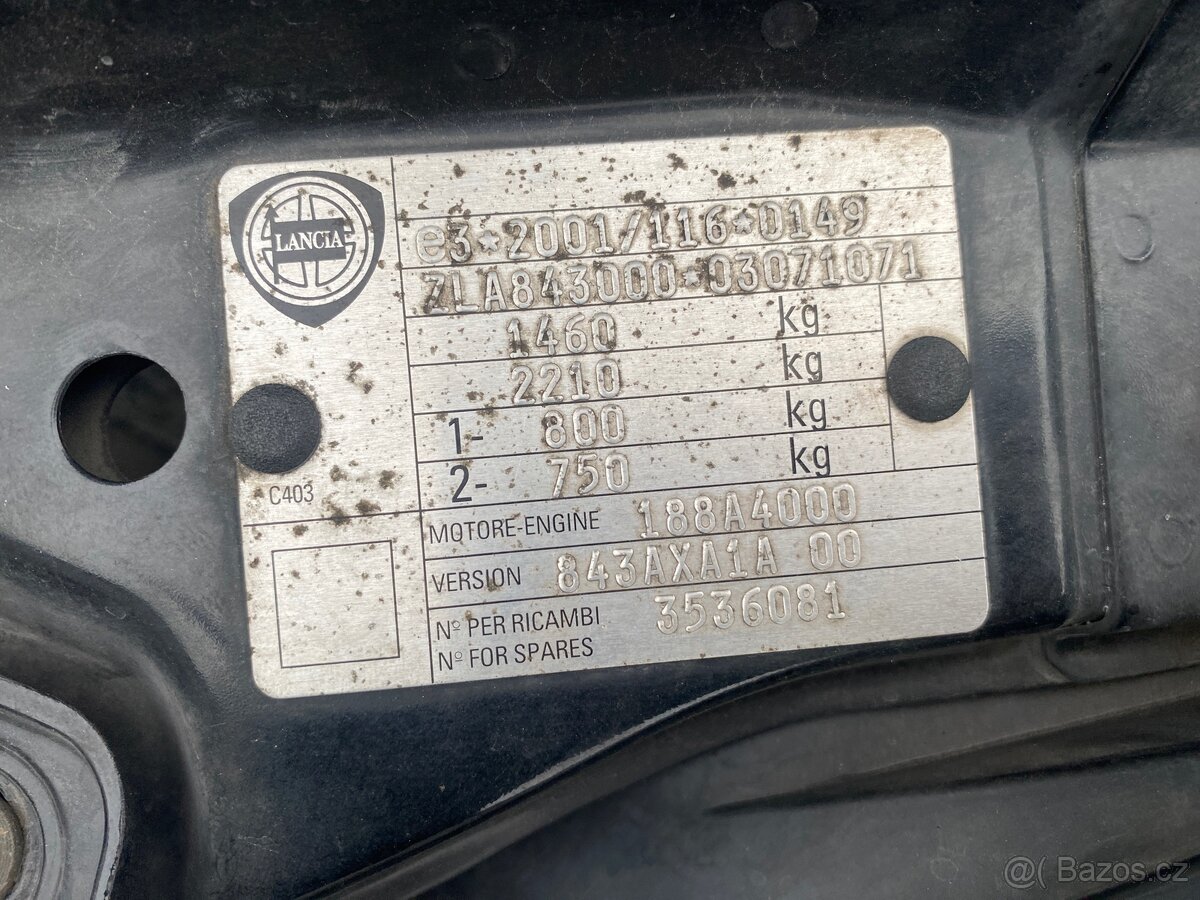 LANCIA
e3*2001/116*0149
ZLA843000*03071071
1460 kg
2210 kg
1- 800 kg
2- 750 kg
C403
MOTORE-ENGINE 188A4000
VERSION 843AXA1A 00
Nº PER RICAMBI 3536081
Nº FOR SPARES
@( Bazos.cz